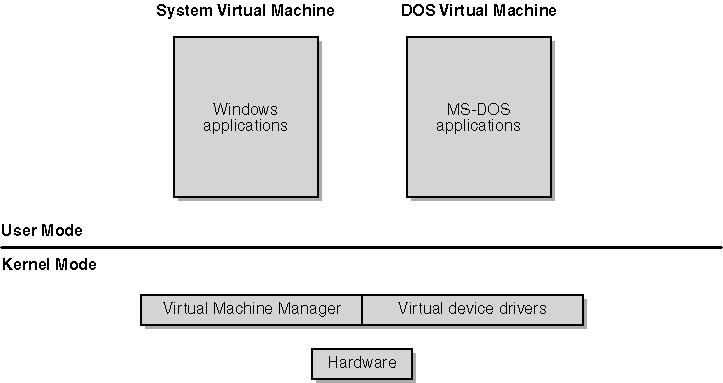 System Virtual Machine
DOS Virtual Machine
Windows
applications
MS-DOS
applications
User Mode
Kernel Mode
Virtual Machine Manager
Virtual device drivers
Hardware